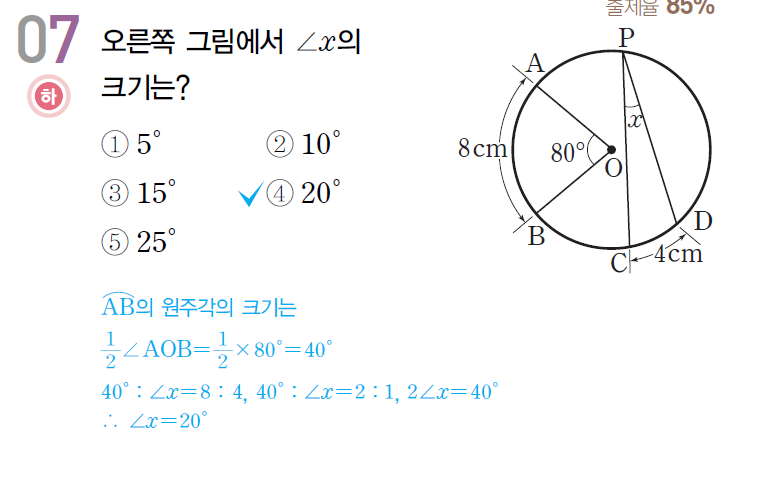 출제율 85%
07 오른쪽 그림에서 ∠x의
하 크기는?
① 5° ② 10°
③ 15° ④ 20°
⑤ 25°
P
A
x
8cm 80°
O
B
D
C 4cm
AB의 원주각의 크기는
1/2∠AOB=1/2×80°=40°
40° : ∠x=8 : 4, 40° : ∠x=2 : 1, 2∠x=40°
∴ ∠x=20°